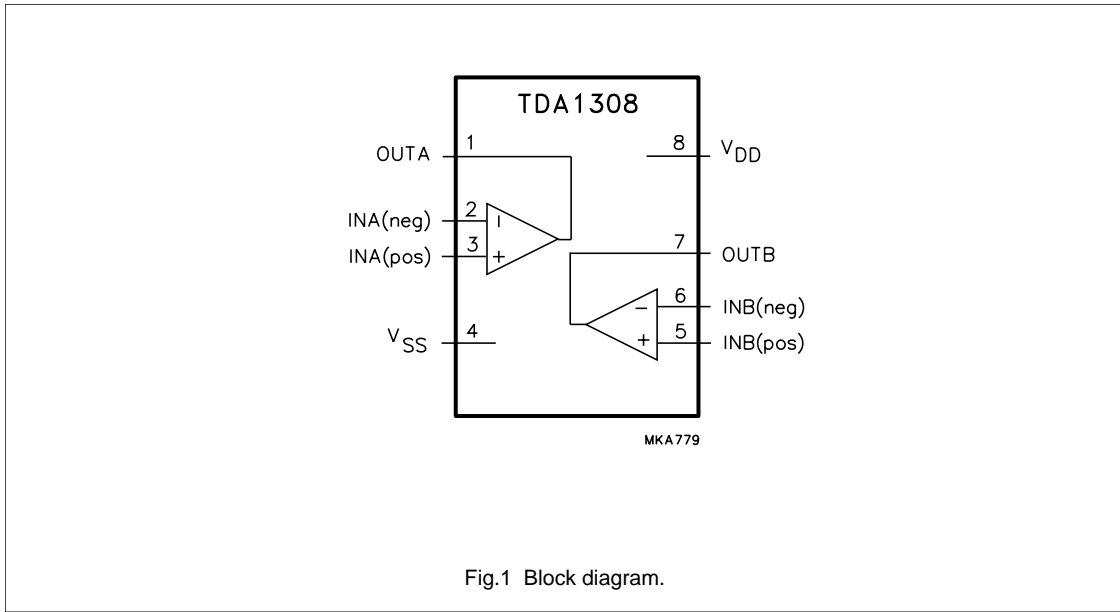 TDA1308
OUTA 1
8 VDD
INA(neg) 2 −
INA(pos) 3 +
7 OUTB
− 6 INB(neg)
+ 5 INB(pos)
VSS 4
MKA779
Fig.1 Block diagram.